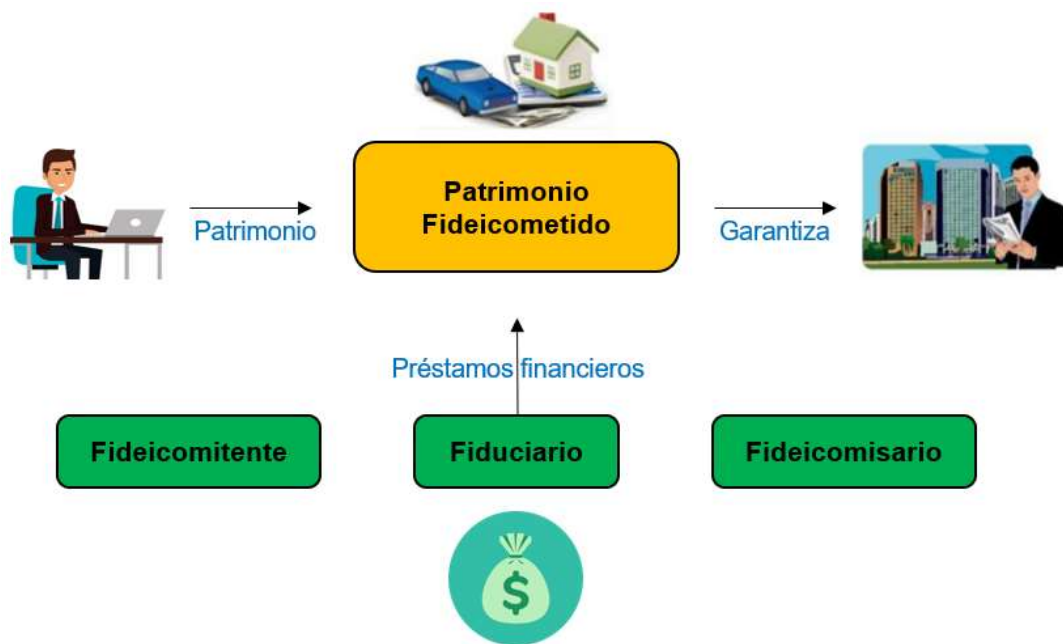 Patrimonio
Fideicometido
Patrimonio
Garantiza
Préstamos financieros
Fideicomitente
Fiduciario
Fideicomisario
$